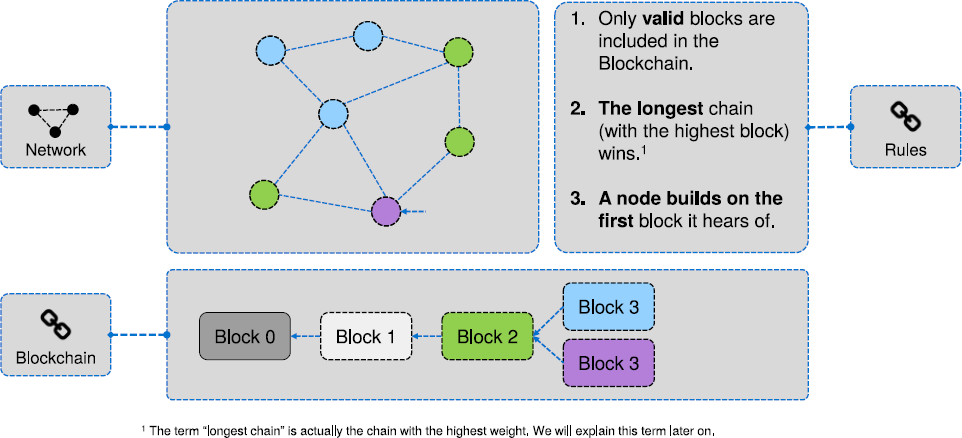 Network
1. Only valid blocks are
included in the
Blockchain.
2. The longest chain
(with the highest block)
wins.1
3. A node builds on the
first block it hears of.
Rules
Blockchain
Block 0
Block 1
Block 2
Block 3
Block 3
1 The term “longest chain” is actually the chain with the highest weight. We will explain this term later on.